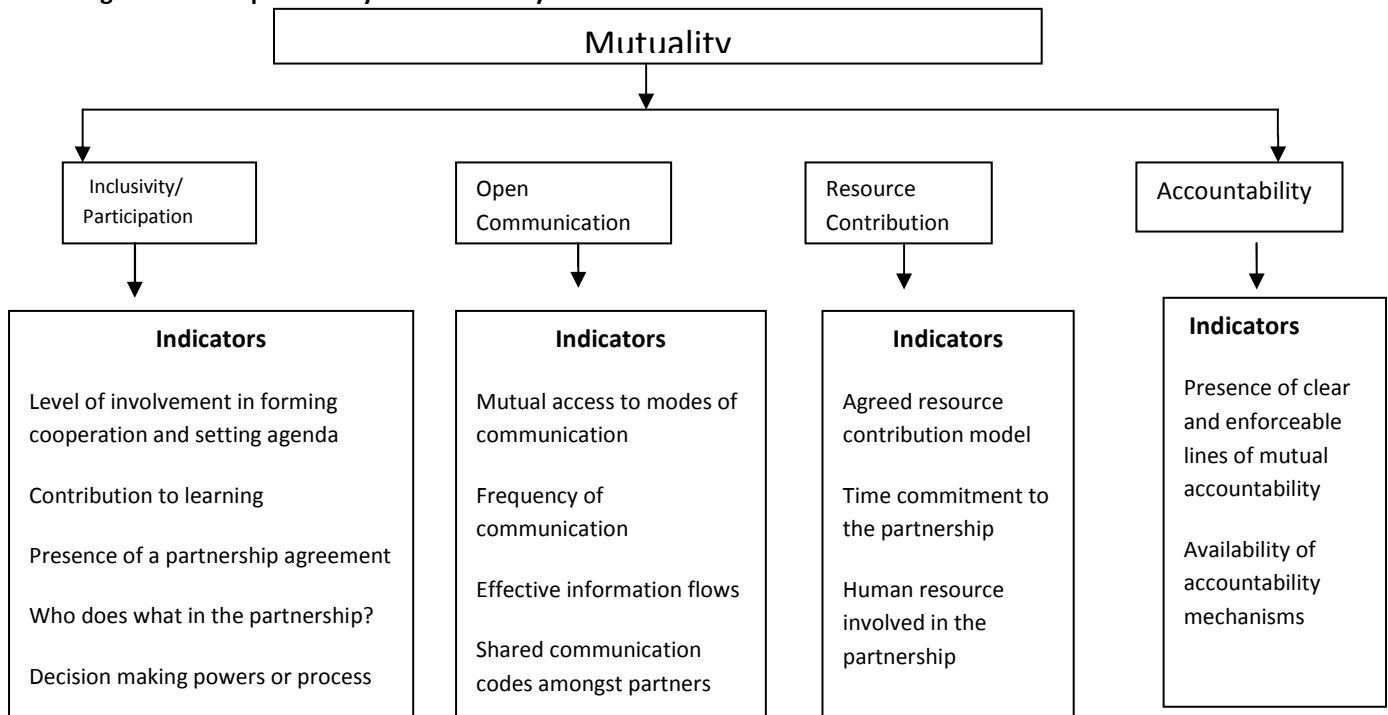 Mutuality
Inclusivity/
Participation
Open
Communication
Resource
Contribution
Accountability
Indicators
Level of involvement in forming
cooperation and setting agenda
Contribution to learning
Presence of a partnership agreement
Who does what in the partnership?
Decision making powers or process
Indicators
Mutual access to modes of
communication
Frequency of
communication
Effective information flows
Shared communication
codes amongst partners
Indicators
Agreed resource
contribution model
Time commitment to
the partnership
Human resource
involved in the
partnership
Indicators
Presence of clear
and enforceable
lines of mutual
accountability
Availability of
accountability
mechanisms